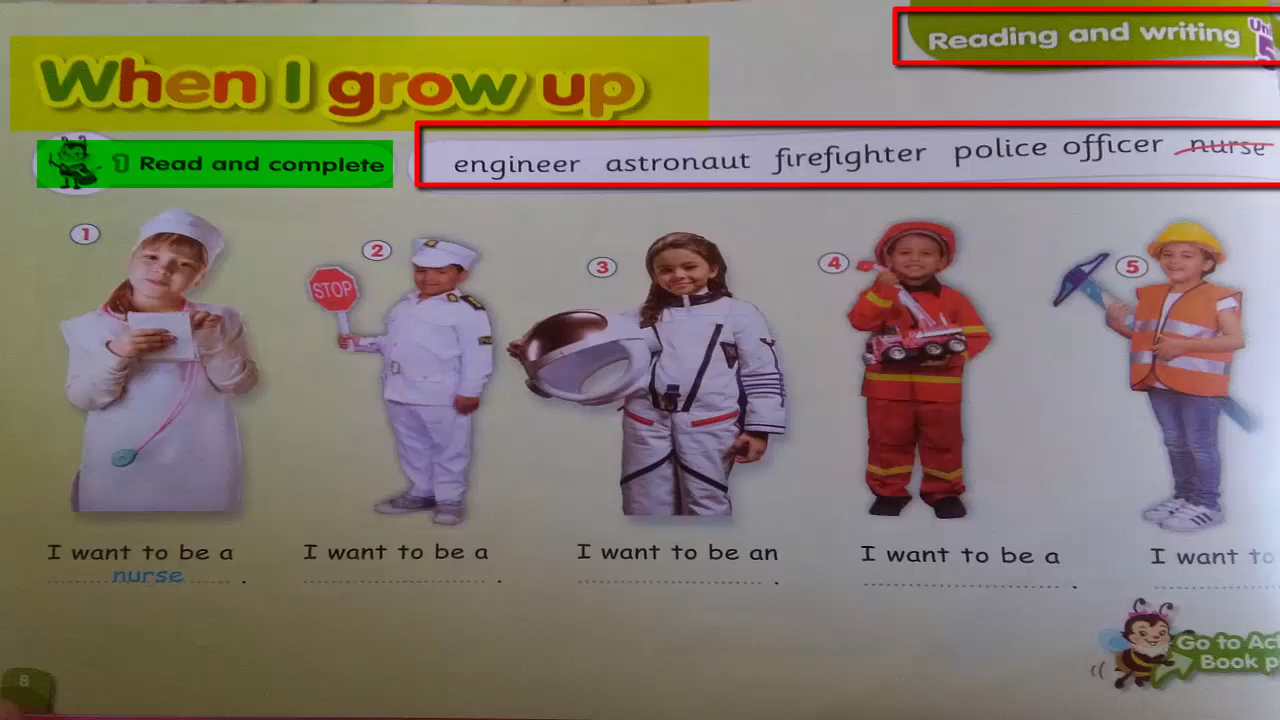 Reading and writing
When I grow up
1 Read and complete
engineer astronaut firefighter police officer nurse
1
2
STOP
3
4
5
I want to be a
nurse .
I want to be a
.
I want to be an
.
I want to be a
.
I want to
Go to
Book
8